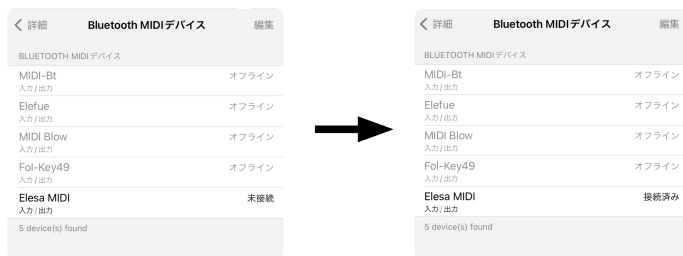 詳細
Bluetooth MIDIデバイス
編集
BLUETOOTH MIDIデバイス
MIDI-Bt オフライン
入力 / 出力
Elefue オフライン
入力 / 出力
MIDI Blow オフライン
入力 / 出力
Fol-Key49 オフライン
入力 / 出力
Elesa MIDI 未接続
入力 / 出力
5 device(s) found
詳細
Bluetooth MIDIデバイス
編集
BLUETOOTH MIDIデバイス
MIDI-Bt オフライン
入力 / 出力
Elefue オフライン
入力 / 出力
MIDI Blow オフライン
入力 / 出力
Fol-Key49 オフライン
入力 / 出力
Elesa MIDI 接続済み
入力 / 出力
5 device(s) found